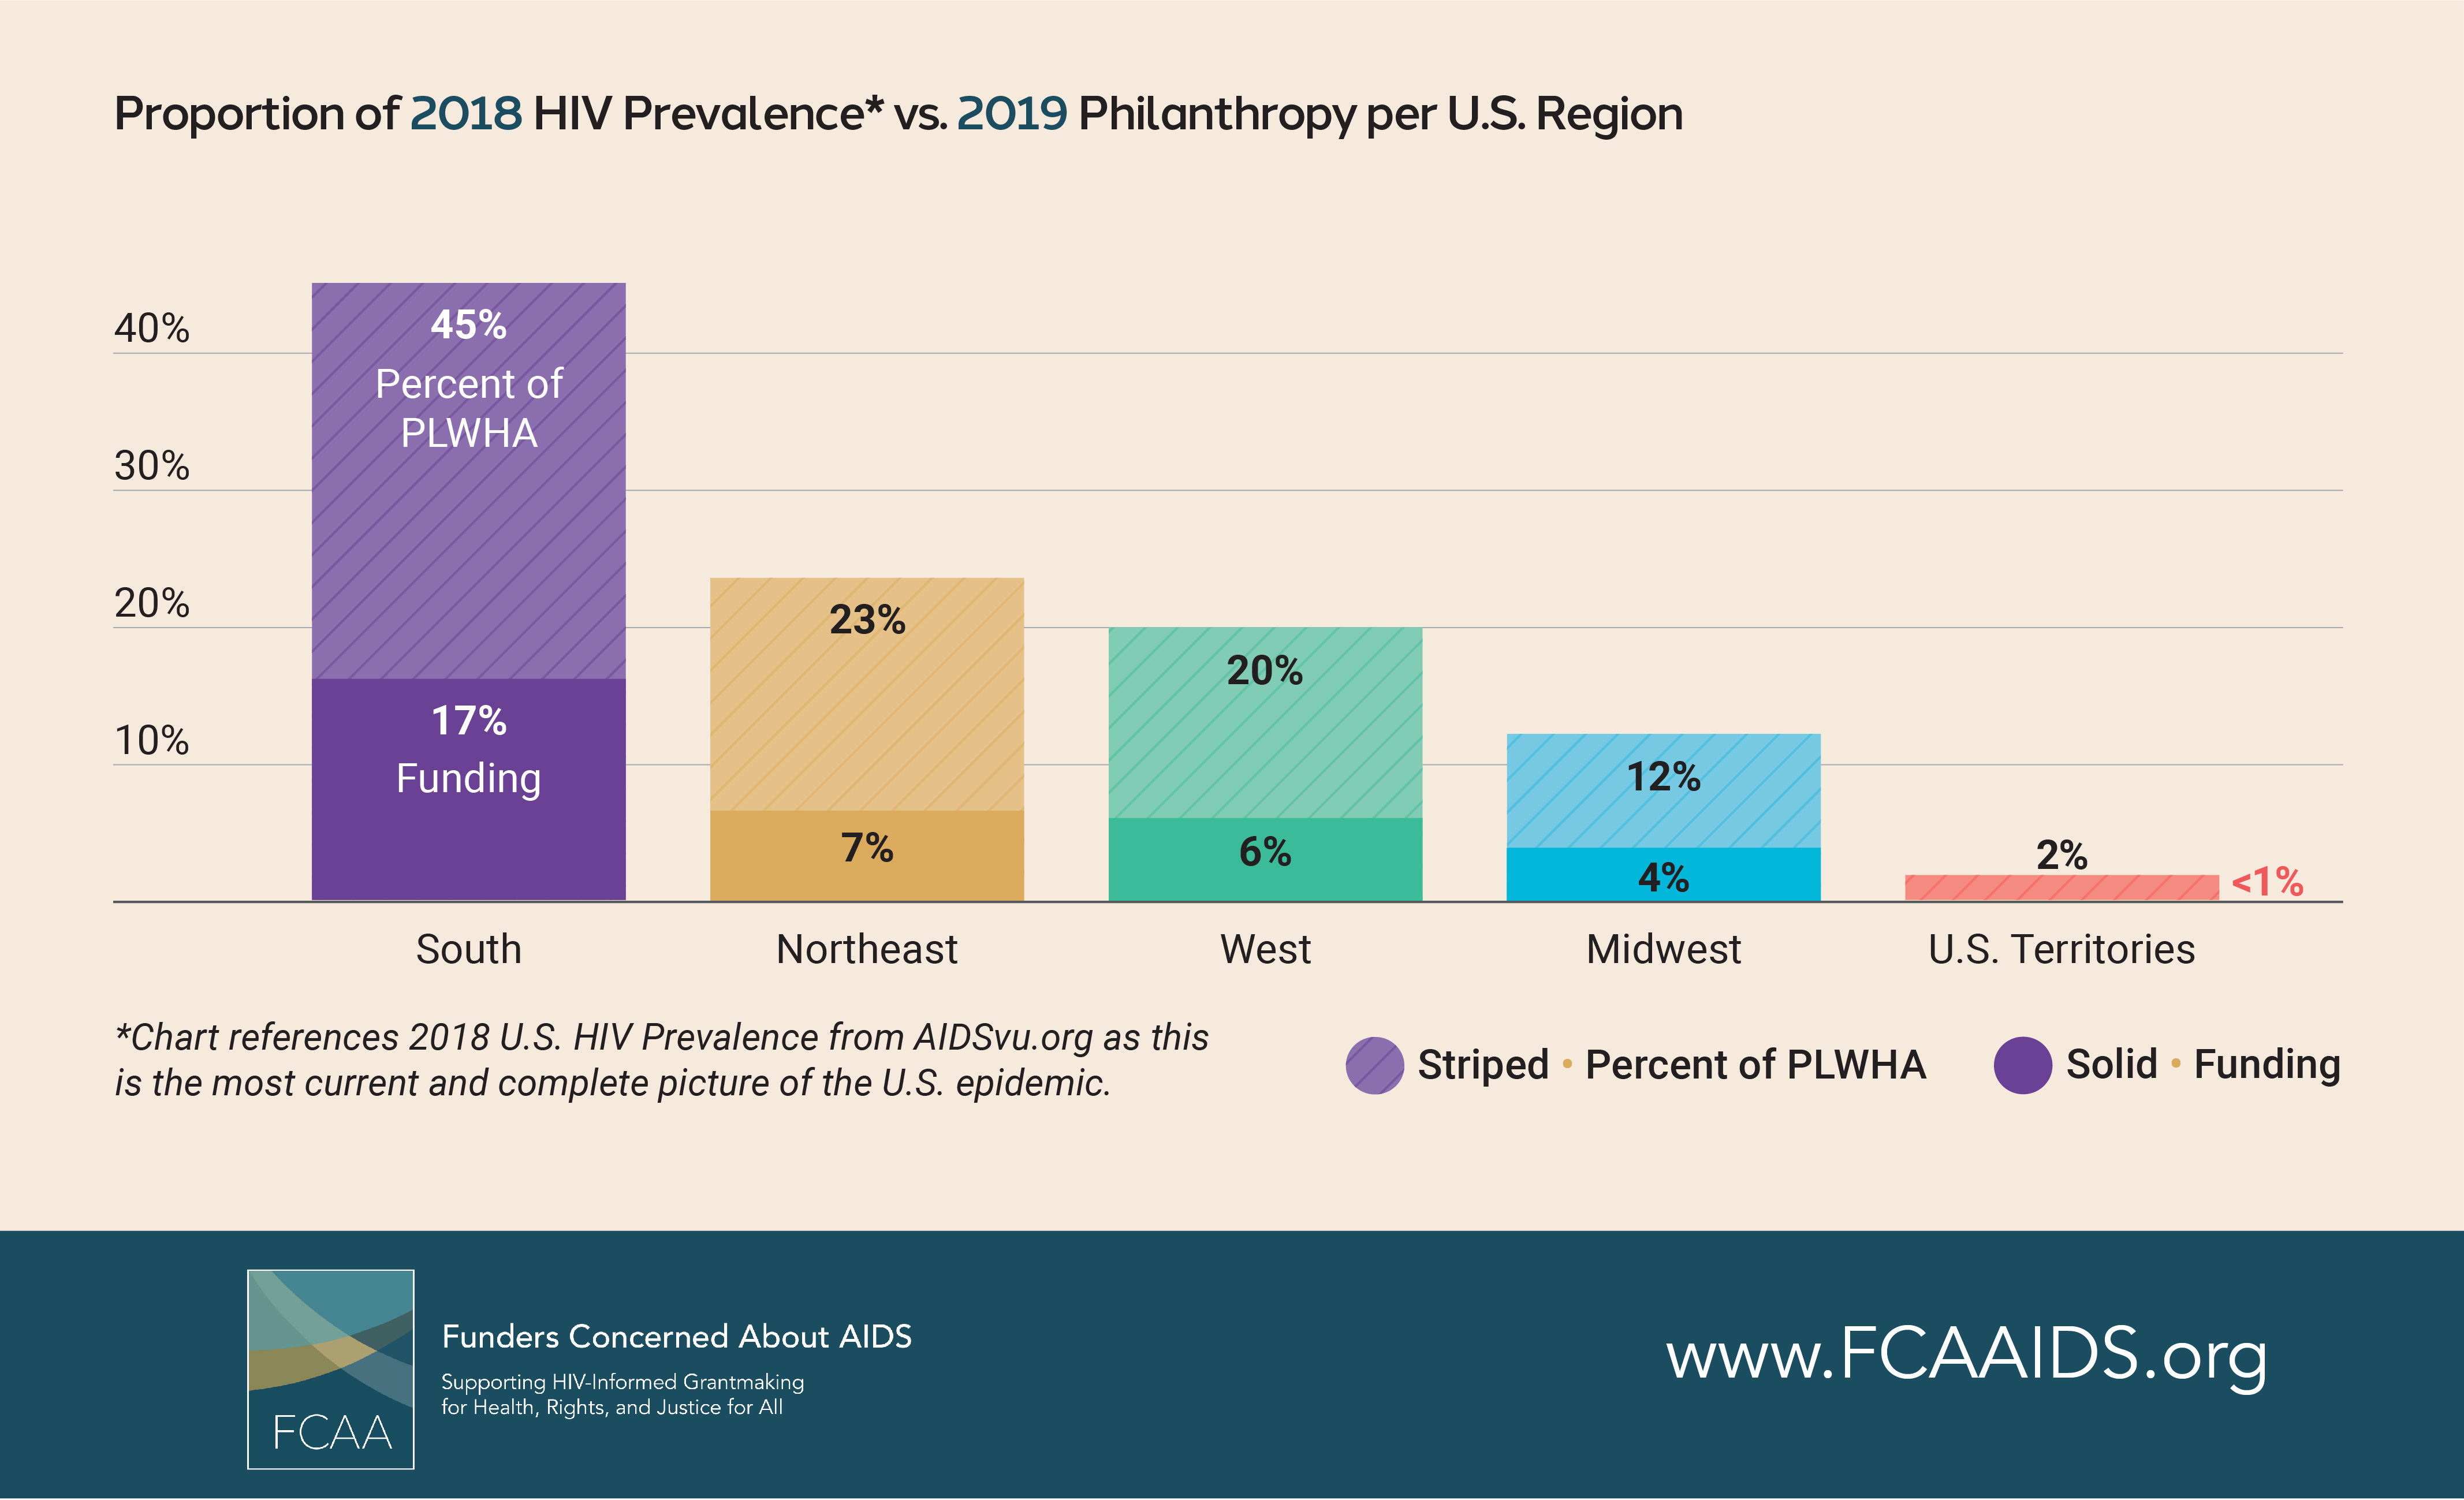 Proportion of 2018 HIV Prevalence* vs. 2019 Philanthropy per U.S. Region
40%
30%
20%
10%
45%
Percent of
PLWHA
17%
Funding
23%
7%
20%
6%
12%
4%
2%
<1%
South
Northeast
West
Midwest
U.S. Territories
*Chart references 2018 U.S. HIV Prevalence from AIDSvu.org as this
is the most current and complete picture of the U.S. epidemic.
Striped • Percent of PLWHA
Solid • Funding
FCAA
Funders Concerned About AIDS
Supporting HIV-Informed Grantmaking
for Health, Rights, and Justice for All
www.FCAAIDS.org